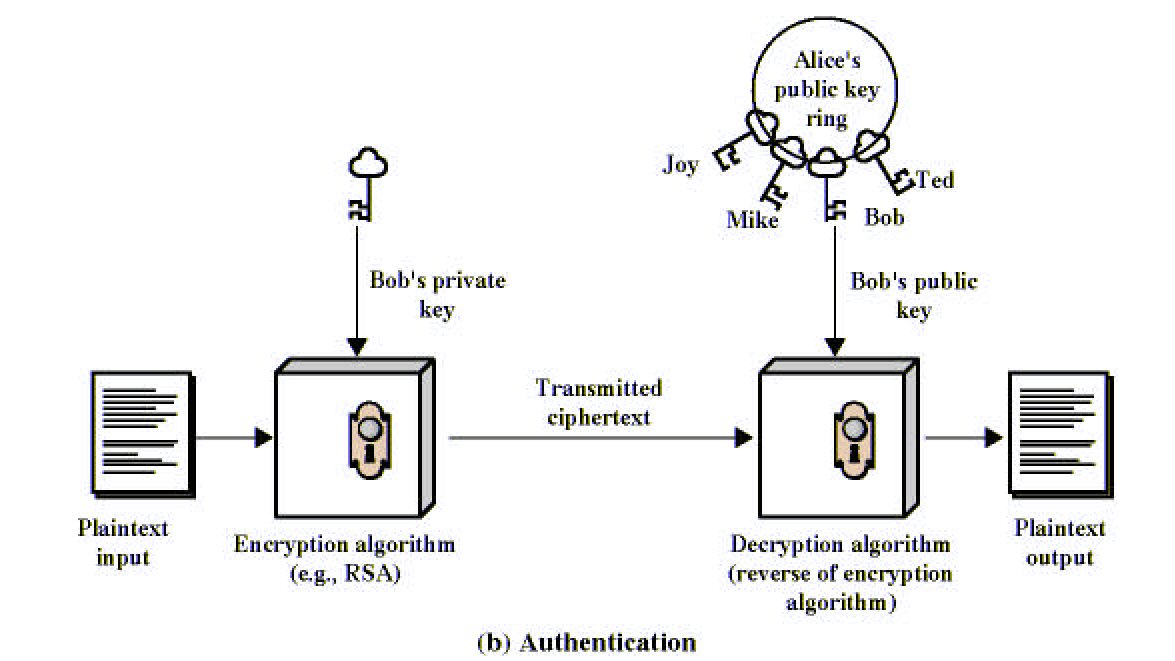 Alice's
public key
ring
Joy
Mike
Bob
Ted
Bob's private
key
Bob's public
key
Transmitted
ciphertext
Plaintext
input
Encryption algorithm
(e.g., RSA)
Decryption algorithm
(reverse of encryption
algorithm)
Plaintext
output
(b) Authentication